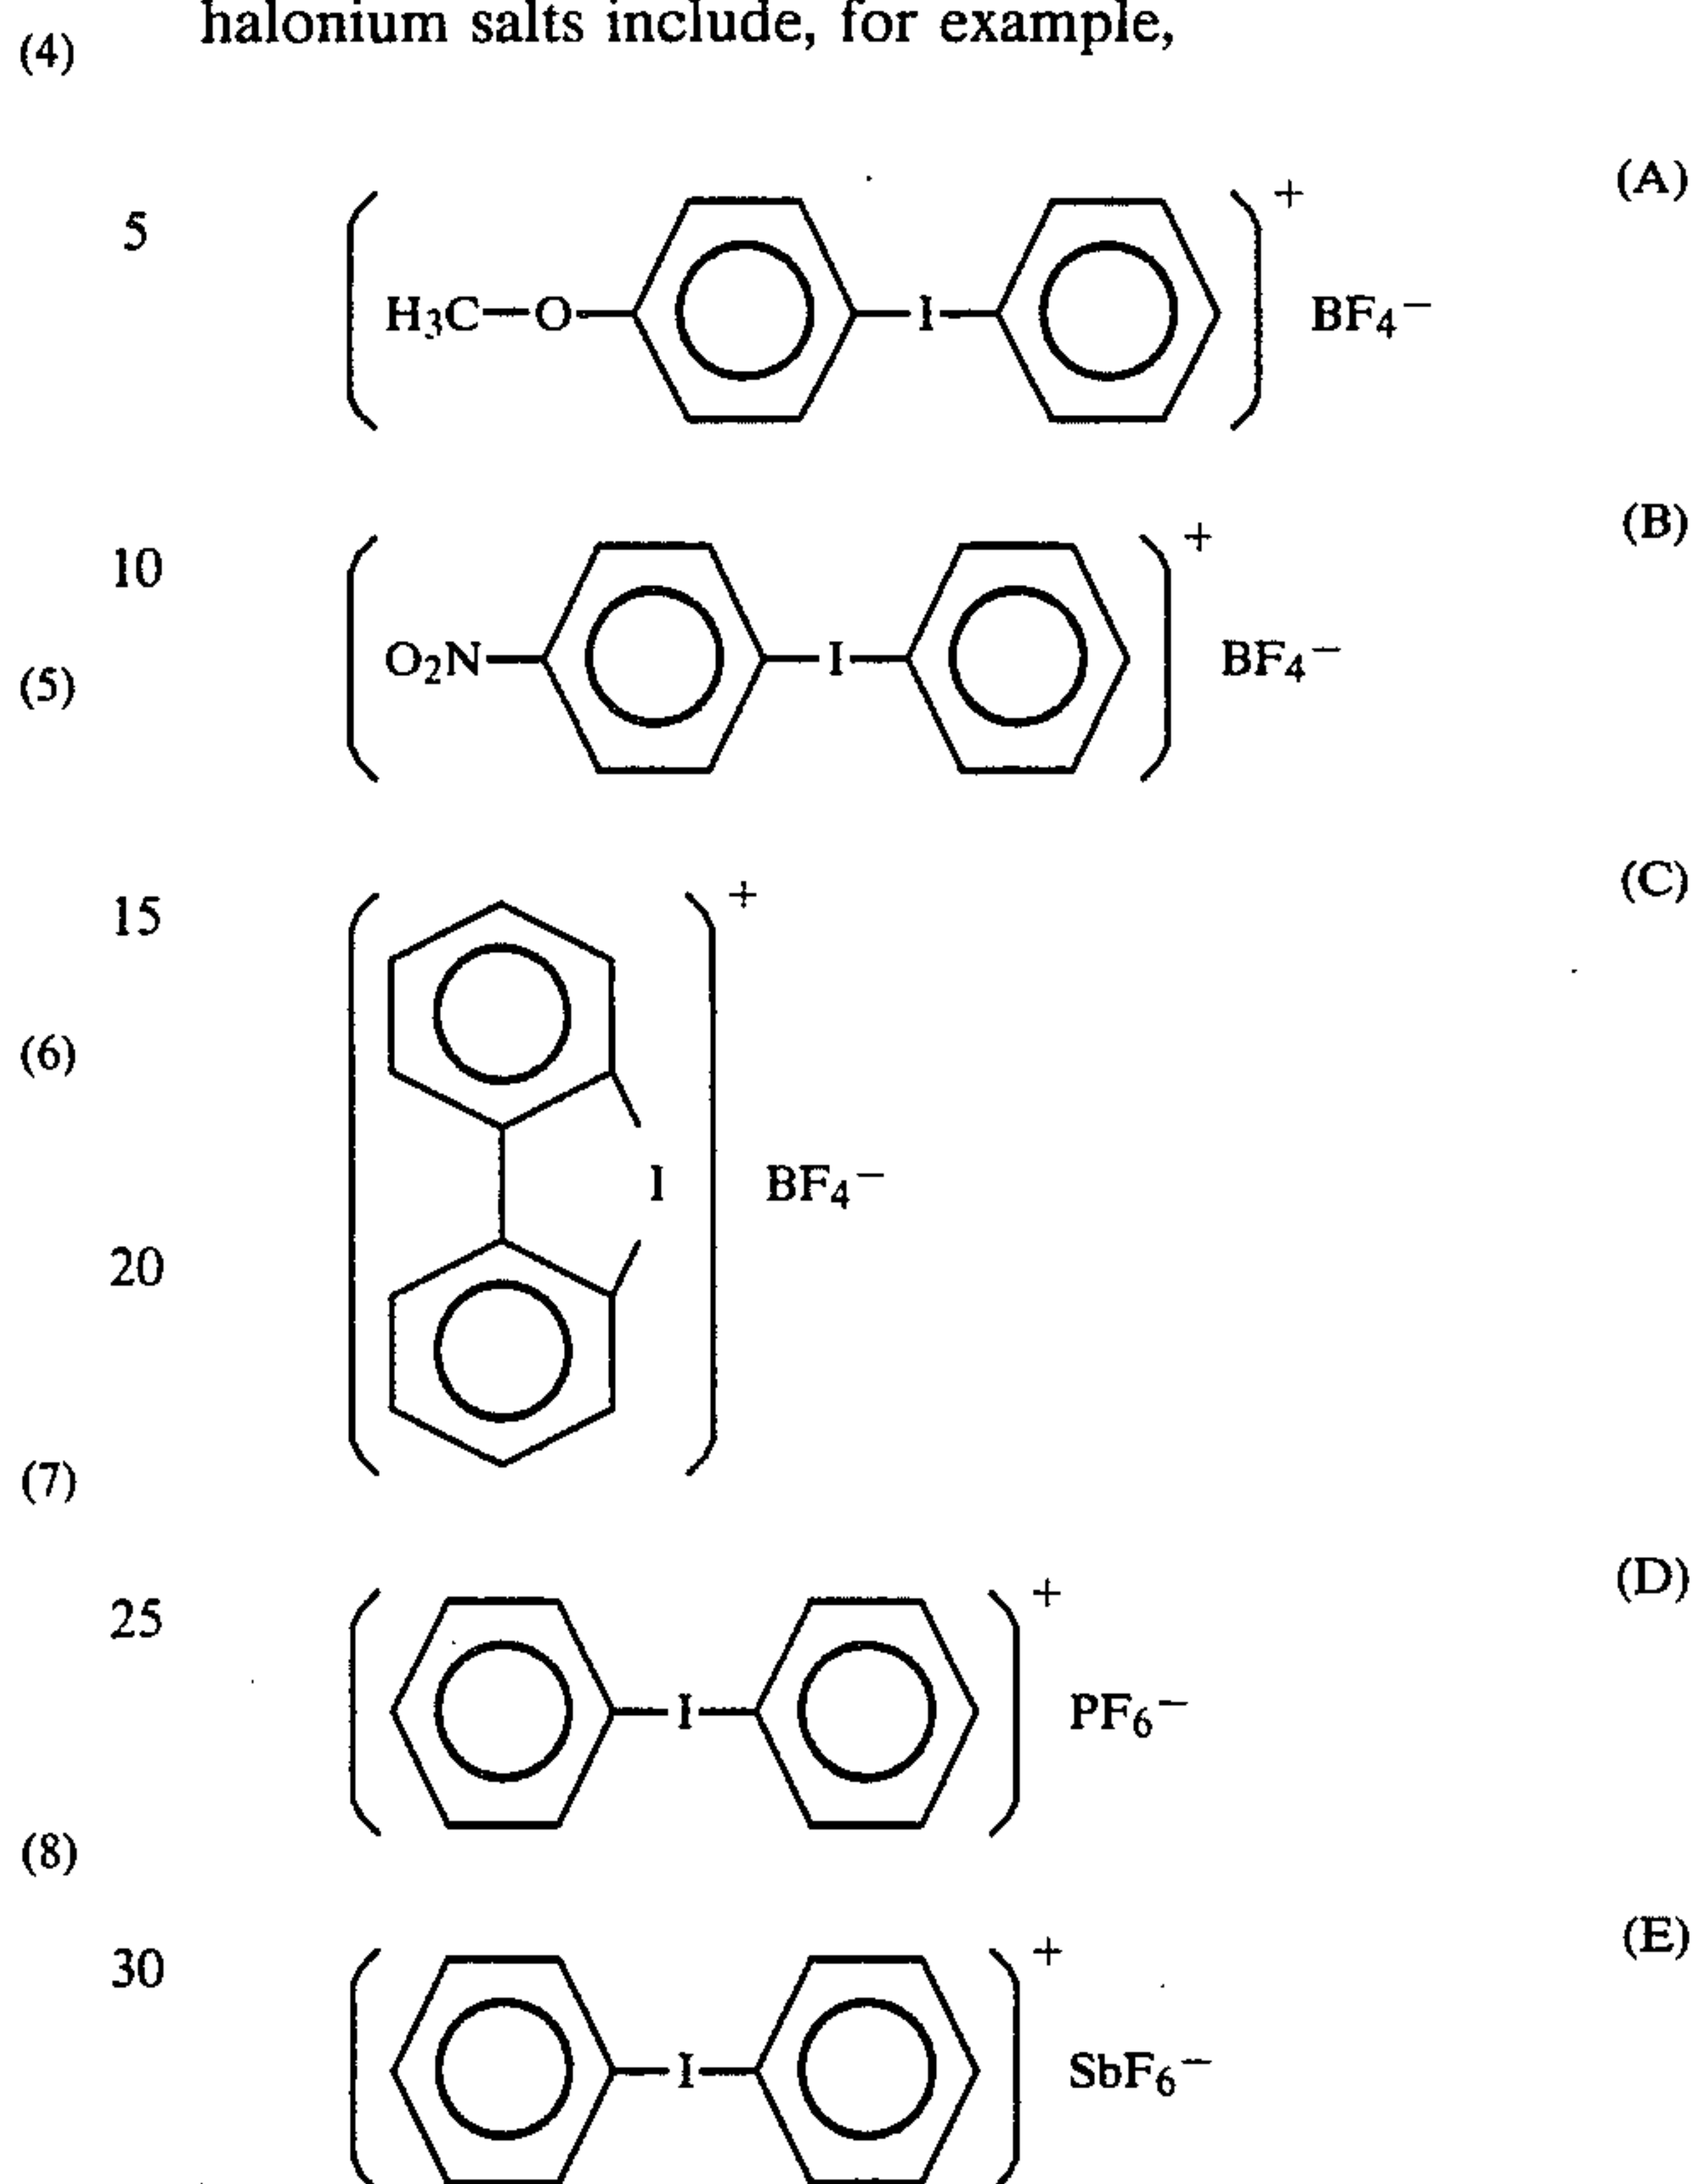 halonium salts include, for example,
(4)
(A)
5
H₃C—O—I—
+
BF₄⁻
(B)
10
O₂N—I—
+
BF₄⁻
(5)
(C)
15
+
(6)
I
BF₄⁻
20
(7)
(D)
25
+
—I—
PF₆⁻
(8)
(E)
30
+
—I—
SbF₆⁻